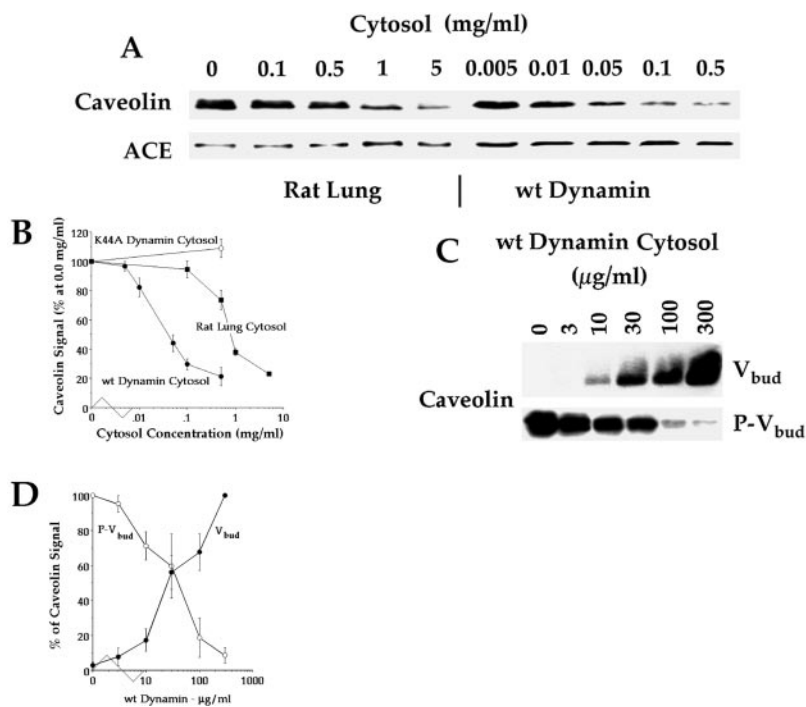 A
Cytosol (mg/ml)
0 0.1 0.5 1 5 0.005 0.01 0.05 0.1 0.5
Caveolin
ACE
Rat Lung | wt Dynamin
B
Caveolin Signal (% at 0.0 mg/ml)
100
80
60
40
20
0
K44A Dynamin Cytosol
Rat Lung Cytosol
wt Dynamin Cytosol
0 .01 .1 1 10
Cytosol Concentration (mg/ml)
C
wt Dynamin Cytosol
(μg/ml)
0 3 10 30 100 300
Caveolin
Vbud
P-Vbud
D
% of Caveolin Signal
100
80
60
40
20
0
P-Vbud
Vbud
0 10 100 1000
wt Dynamin - μg/ml